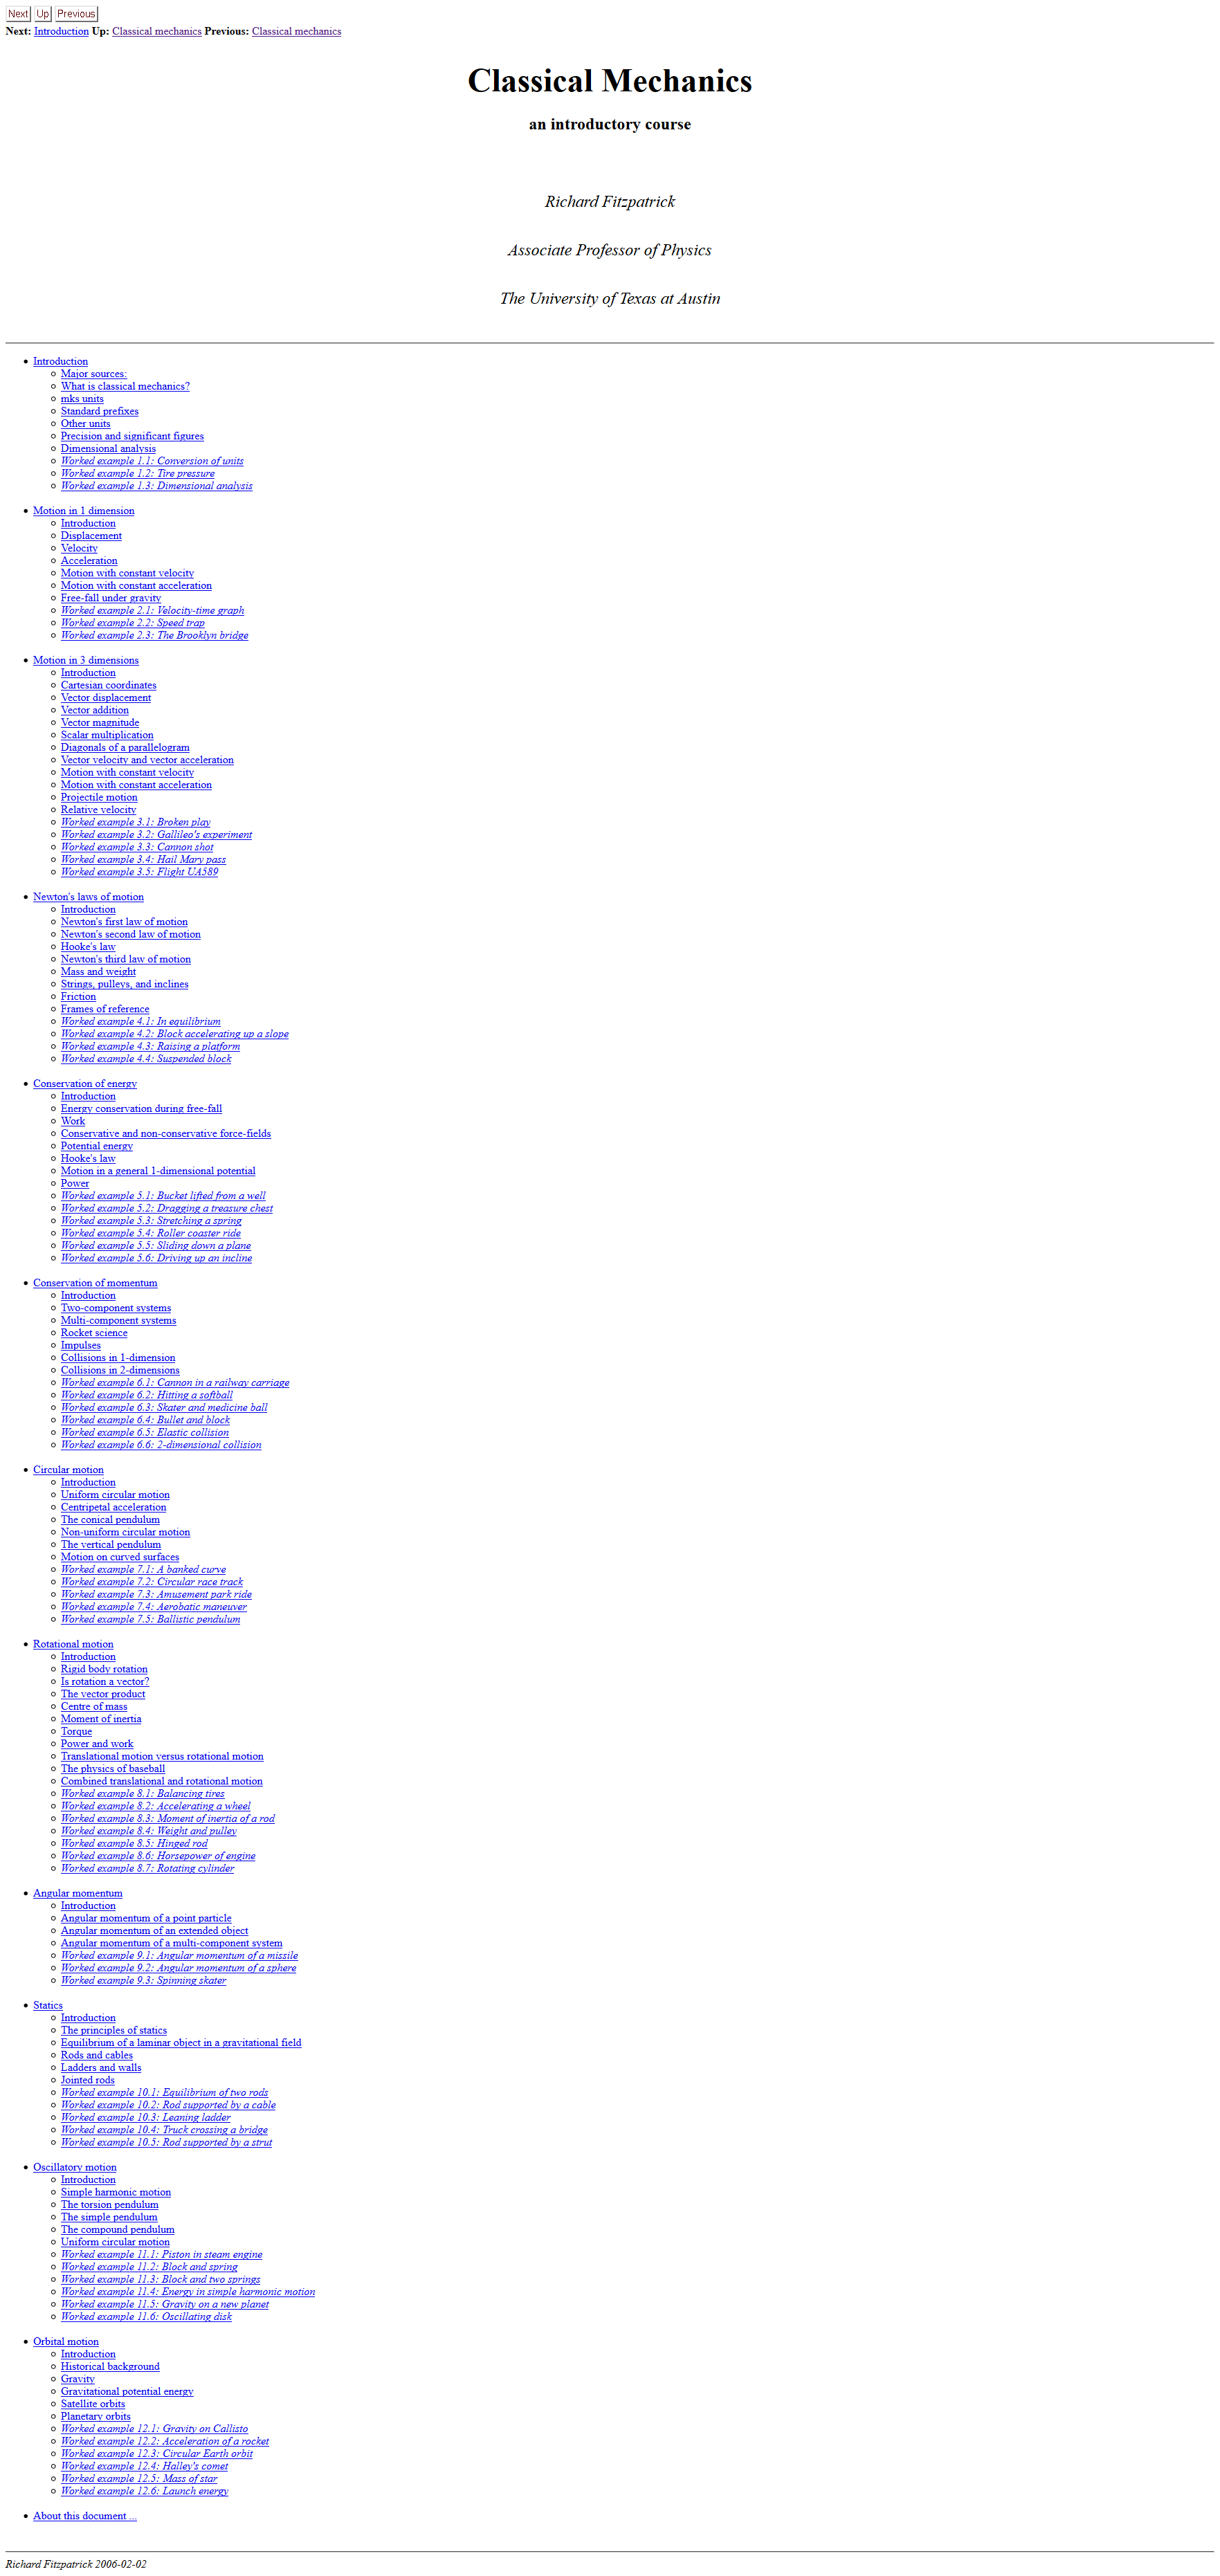 Next Up Previous
Next: Introduction Up: Classical mechanics Previous: Classical mechanics
Classical Mechanics
an introductory course
Richard Fitzpatrick
Associate Professor of Physics
The University of Texas at Austin
Introduction
Major sources:
What is classical mechanics?
mks units
Standard prefixes
Other units
Precision and significant figures
Dimensional analysis
Worked example 1.1: Conversion of units
Worked example 1.2: Tire pressure
Worked example 1.3: Dimensional analysis
Motion in 1 dimension
Introduction
Displacement
Velocity
Acceleration
Motion with constant velocity
Motion with constant acceleration
Free-fall under gravity
Worked example 2.1: Velocity-time graph
Worked example 2.2: Speed trap
Worked example 2.3: The Brooklyn bridge
Motion in 3 dimensions
Introduction
Cartesian coordinates
Vector displacement
Vector addition
Vector magnitude
Scalar multiplication
Diagonals of a parallelogram
Vector velocity and vector acceleration
Motion with constant velocity
Motion with constant acceleration
Projectile motion
Relative velocity
Worked example 3.1: Broken play
Worked example 3.2: Gallileo's experiment
Worked example 3.3: Cannon shot
Worked example 3.4: Hail Mary pass
Worked example 3.5: Flight UA589
Newton's laws of motion
Introduction
Newton's first law of motion
Newton's second law of motion
Hooke's law
Newton's third law of motion
Mass and weight
Strings, pulleys, and inclines
Friction
Frames of reference
Worked example 4.1: In equilibrium
Worked example 4.2: Block accelerating up a slope
Worked example 4.3: Raising a platform
Worked example 4.4: Suspended block
Conservation of energy
Introduction
Energy conservation during free-fall
Work
Conservative and non-conservative force-fields
Potential energy
Hooke's law
Motion in a general 1-dimensional potential
Power
Worked example 5.1: Bucket lifted from a well
Worked example 5.2: Dragging a treasure chest
Worked example 5.3: Stretching a spring
Worked example 5.4: Roller coaster ride
Worked example 5.5: Sliding down a plane
Worked example 5.6: Driving up an incline
Conservation of momentum
Introduction
Two-component systems
Multi-component systems
Rocket science
Impulses
Collisions in 1-dimension
Collisions in 2-dimensions
Worked example 6.1: Cannon in a railway carriage
Worked example 6.2: Hitting a softball
Worked example 6.3: Skater and medicine ball
Worked example 6.4: Bullet and block
Worked example 6.5: Elastic collision
Worked example 6.6: 2-dimensional collision
Circular motion
Introduction
Uniform circular motion
Centripetal acceleration
The conical pendulum
Non-uniform circular motion
The vertical pendulum
Motion on curved surfaces
Worked example 7.1: A banked curve
Worked example 7.2: Circular race track
Worked example 7.3: Amusement park ride
Worked example 7.4: Aerobatic maneuver
Worked example 7.5: Ballistic pendulum
Rotational motion
Introduction
Rigid body rotation
Is rotation a vector?
The vector product
Centre of mass
Moment of inertia
Torque
Power and work
Translational motion versus rotational motion
The physics of baseball
Combined translational and rotational motion
Worked example 8.1: Balancing tires
Worked example 8.2: Accelerating a wheel
Worked example 8.3: Moment of inertia of a rod
Worked example 8.4: Weight and pulley
Worked example 8.5: Hinged rod
Worked example 8.6: Horsepower of engine
Worked example 8.7: Rotating cylinder
Angular momentum
Introduction
Angular momentum of a point particle
Angular momentum of an extended object
Angular momentum of a multi-component system
Worked example 9.1: Angular momentum of a missile
Worked example 9.2: Angular momentum of a sphere
Worked example 9.3: Spinning skater
Statics
Introduction
The principles of statics
Equilibrium of a laminar object in a gravitational field
Rods and cables
Ladders and walls
Jointed rods
Worked example 10.1: Equilibrium of two rods
Worked example 10.2: Rod supported by a cable
Worked example 10.3: Leaning ladder
Worked example 10.4: Truck crossing a bridge
Worked example 10.5: Rod supported by a strut
Oscillatory motion
Introduction
Simple harmonic motion
The torsion pendulum
The simple pendulum
The compound pendulum
Uniform circular motion
Worked example 11.1: Piston in steam engine
Worked example 11.2: Block and spring
Worked example 11.3: Block and two springs
Worked example 11.4: Energy in simple harmonic motion
Worked example 11.5: Gravity on a new planet
Worked example 11.6: Oscillating disk
Orbital motion
Introduction
Historical background
Gravity
Gravitational potential energy
Satellite orbits
Planetary orbits
Worked example 12.1: Gravity on Callisto
Worked example 12.2: Acceleration of a rocket
Worked example 12.3: Circular Earth orbit
Worked example 12.4: Halley's comet
Worked example 12.5: Mass of star
Worked example 12.6: Launch energy
About this document ...
Richard Fitzpatrick 2006-02-02